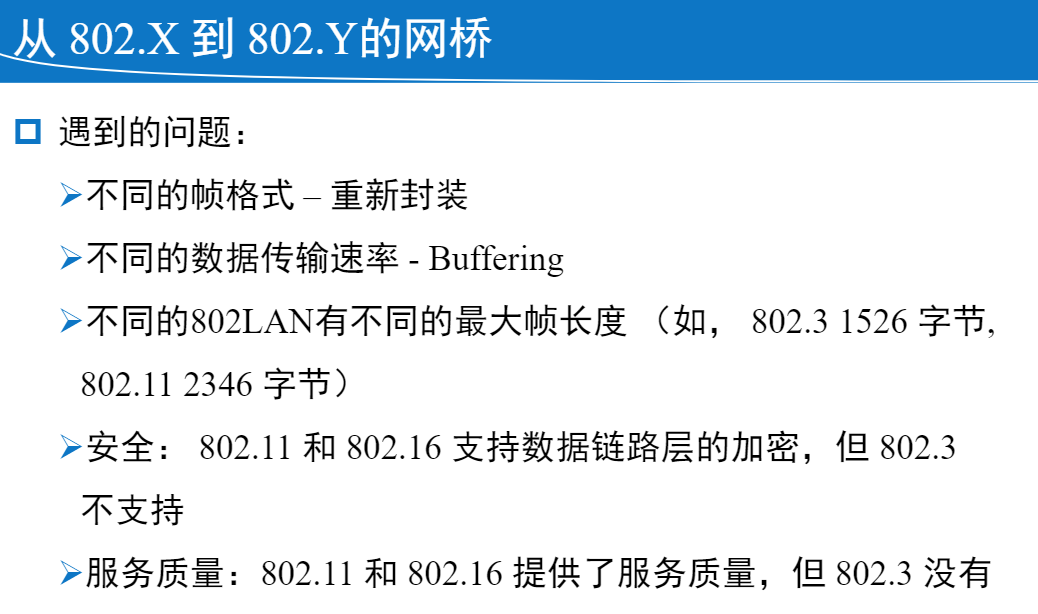 从 802.X 到 802.Y的网桥
遇到的问题：
不同的帧格式 – 重新封装
不同的数据传输速率 - Buffering
不同的802LAN有不同的最大帧长度 （如， 802.3 1526 字节,
802.11 2346 字节）
安全： 802.11 和 802.16 支持数据链路层的加密，但 802.3
不支持
服务质量：802.11 和 802.16 提供了服务质量，但 802.3 没有